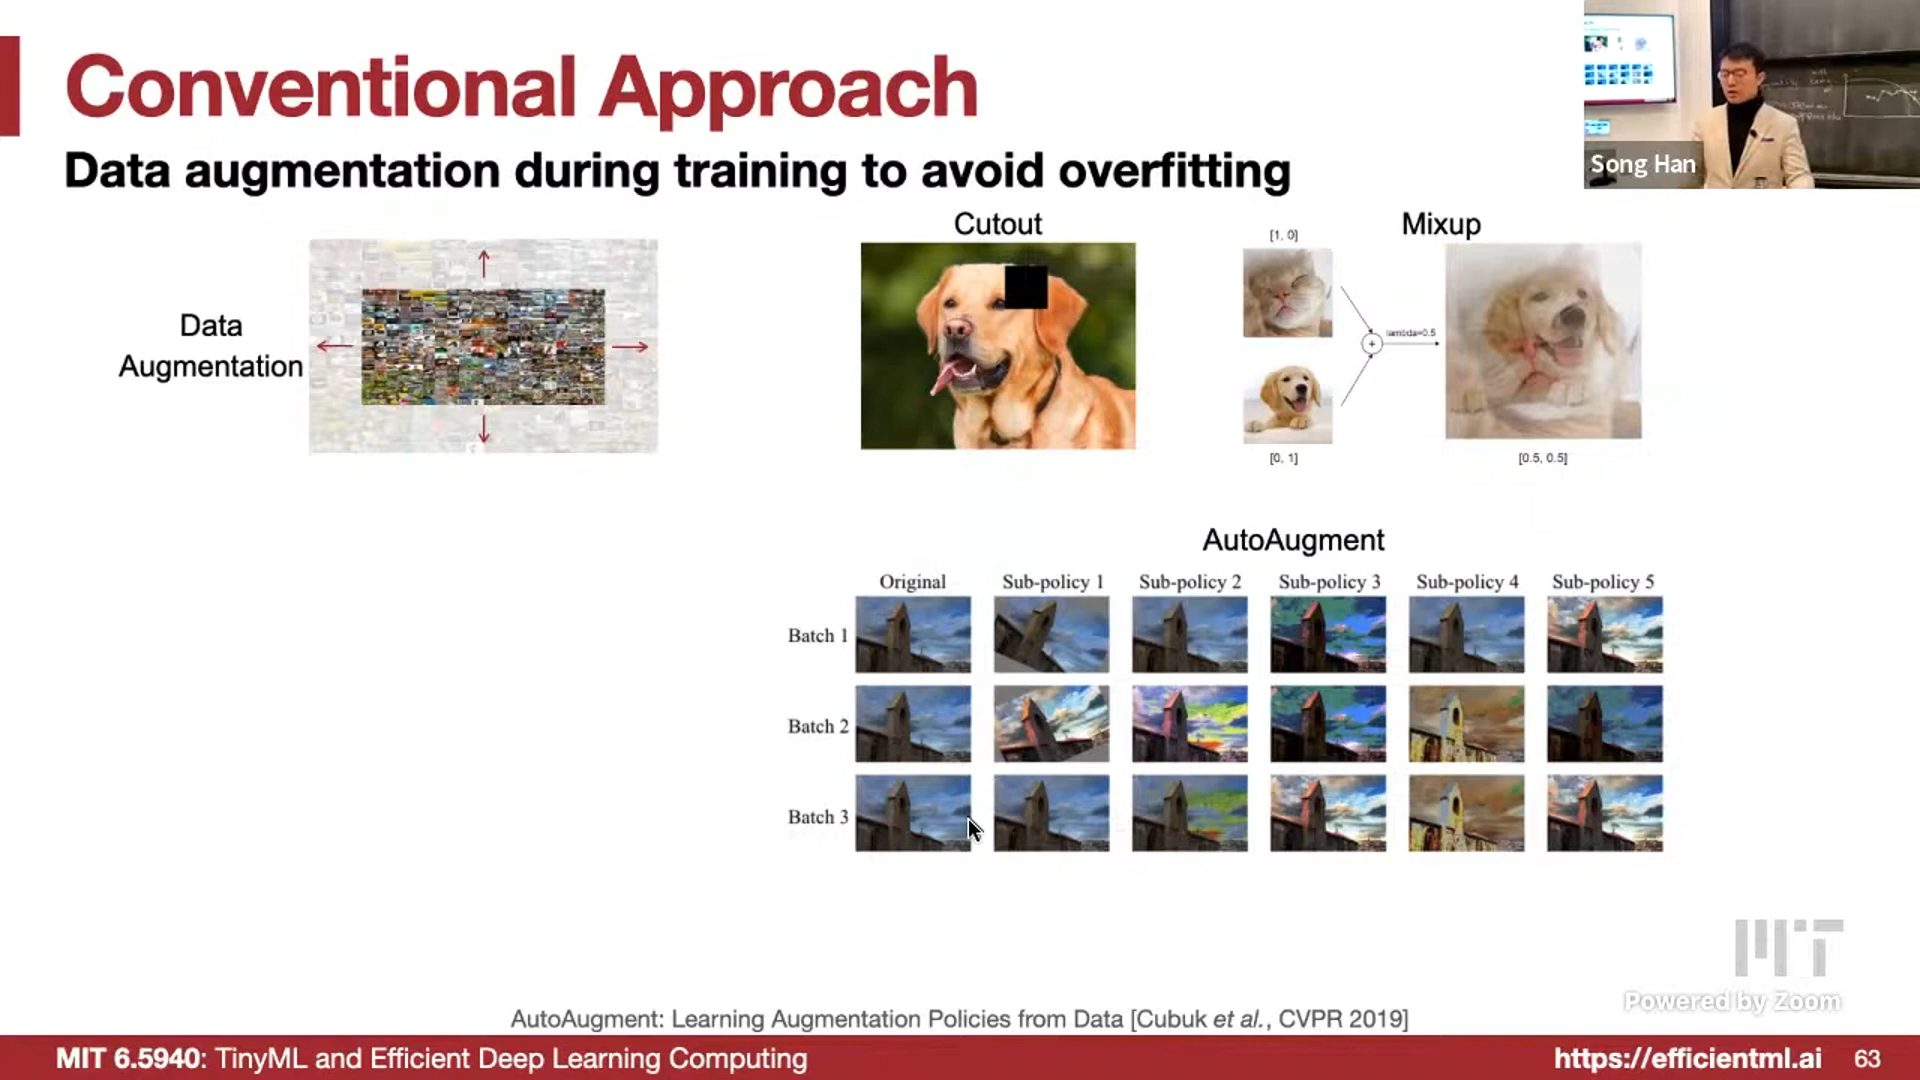 Conventional Approach
Data augmentation during training to avoid overfitting
Song Han
Data
Augmentation
Cutout
Mixup
[1, 0]
lambda=0.5
[0, 1]
[0.5, 0.5]
AutoAugment
Original Sub-policy 1 Sub-policy 2 Sub-policy 3 Sub-policy 4 Sub-policy 5
Batch 1
Batch 2
Batch 3
MIT
Powered by Zoom
AutoAugment: Learning Augmentation Policies from Data [Cubuk et al., CVPR 2019]
MIT 6.5940: TinyML and Efficient Deep Learning Computing
https://efficientml.ai 63